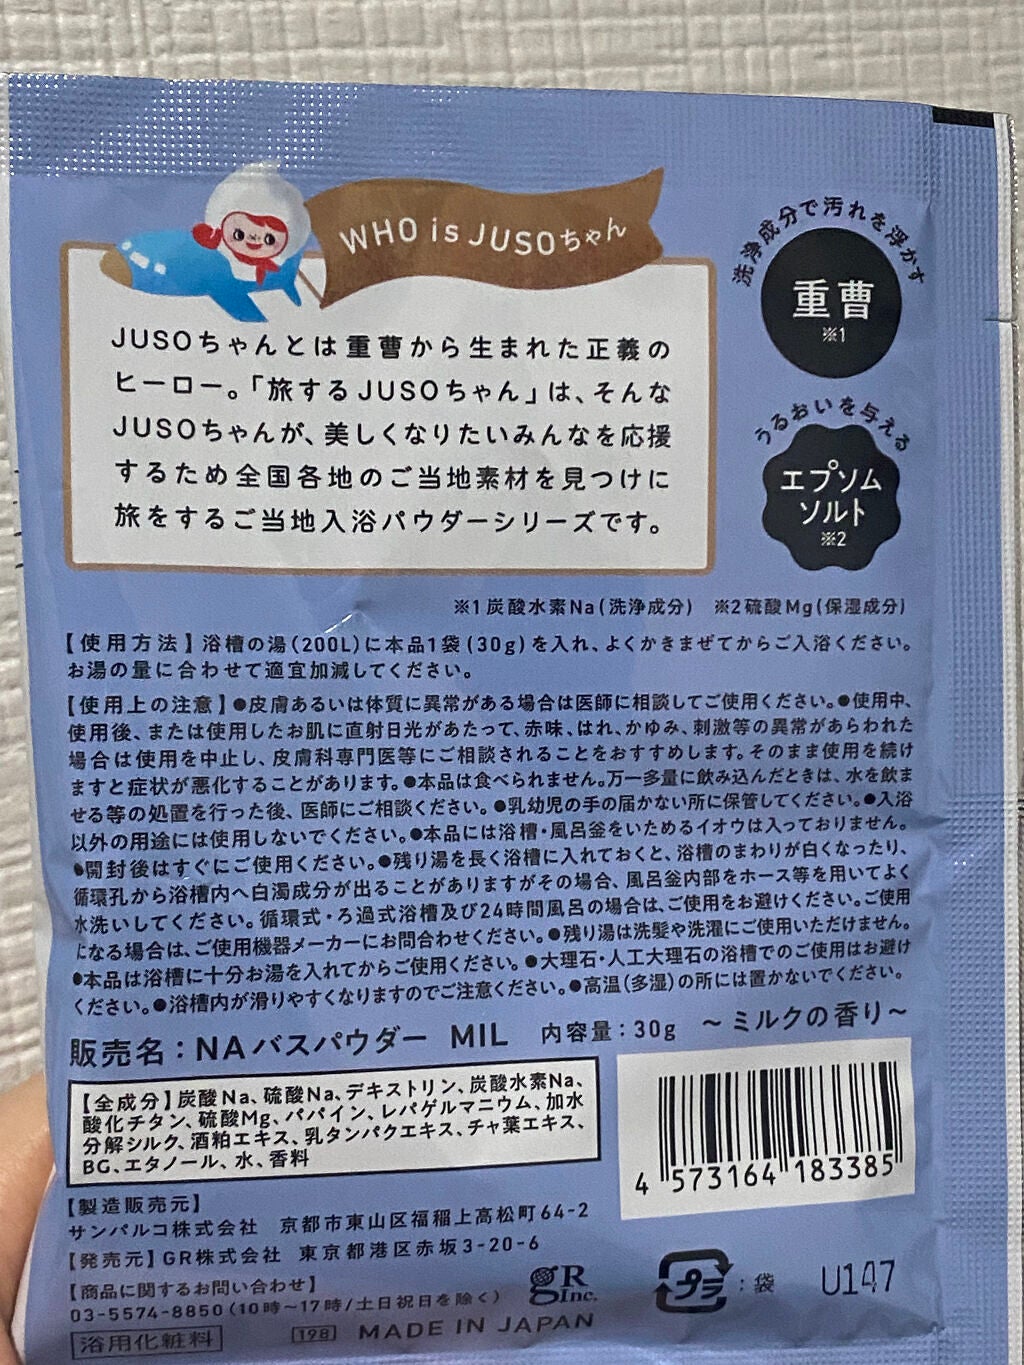 WHO is JUSOちゃん
JUSOちゃんとは重曹から生まれた正義の
ヒーロー。「旅するJUSOちゃん」は、そんな
JUSOちゃんが、美しくなりたいみんなを応援
するため全国各地のご当地素材を見つけに
旅をするご当地入浴パウダーシリーズです。
洗浄成分で汚れを浮かす
重曹
※1
うるおいを与える
エプソム
ソルト
※2
※1炭酸水素Na(洗浄成分) ※2硫酸Mg(保湿成分)
【使用方法】浴槽の湯(200L)に本品1袋(30g)を入れ、よくかきまぜてからご入浴ください。
お湯の量に合わせて適宜加減してください。
【使用上の注意】●皮膚あるいは体質に異常がある場合は医師に相談してご使用ください。●使用中、
使用後、または使用したお肌に直射日光があたって、赤味、はれ、かゆみ、刺激等の異常があらわれた
場合は使用を中止し、皮膚科専門医等にご相談されることをおすすめします。そのまま使用を続け
ますと症状が悪化することがあります。●本品は食べられません。万一多量に飲み込んだときは、水を飲ま
せる等の処置を行った後、医師にご相談ください。●乳幼児の手の届かない所に保管してください。●入浴
以外の用途には使用しないでください。●本品には浴槽・風呂釜をいためるイオウは入っておりません。
●開封後はすぐにご使用ください。●残り湯を長く浴槽に入れておくと、浴槽のまわりが白くなったり、
循環孔から浴槽内へ白濁成分が出ることがありますがその場合、風呂釜内部をホース等を用いてよく
水洗いしてください。循環式・ろ過式浴槽及び24時間風呂の場合は、ご使用をお避けください。ご使用
になる場合は、ご使用機器メーカーにお問合わせください。●残り湯は洗髪や洗濯にご使用いただけません。
●本品は浴槽に十分お湯を入れてからご使用ください。●大理石・人工大理石の浴槽でのご使用はお避け
ください。●浴槽内が滑りやすくなりますのでご注意ください。●高温(多湿)の所には置かないでください。
販売名：NAバスパウダー MIL 内容量：30g ～ミルクの香り～
【全成分】炭酸Na、硫酸Na、デキストリン、炭酸水素Na、
酸化チタン、硫酸Mg、パパイン、レパゲルマニウム、加水
分解シルク、酒粕エキス、乳タンパクエキス、チャ葉エキス、
BG、エタノール、水、香料
4 573164 183385
【製造販売元】
サンパルコ株式会社 京都市東山区福稲上高松町64-2
【発売元】GR株式会社 東京都港区赤坂3-20-6
【商品に関するお問い合わせ】
03-5574-8850(10時～17時/土日祝日を除く)
gR
Inc.
プラ：袋
U147
浴用化粧料 198 MADE IN JAPAN